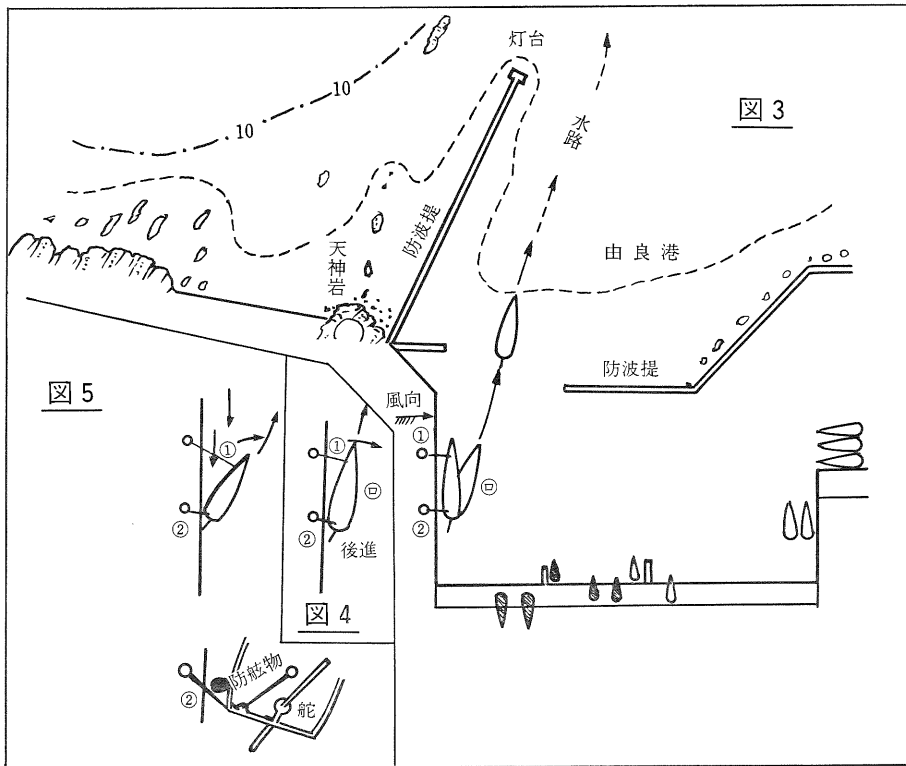 灯台
10
10
図3
水路
防波提
天神岩
由良港
防波提
図5
風向
①
②
①
②
㋺
後進
図4
①
②
㋺
防舷物
②
舵